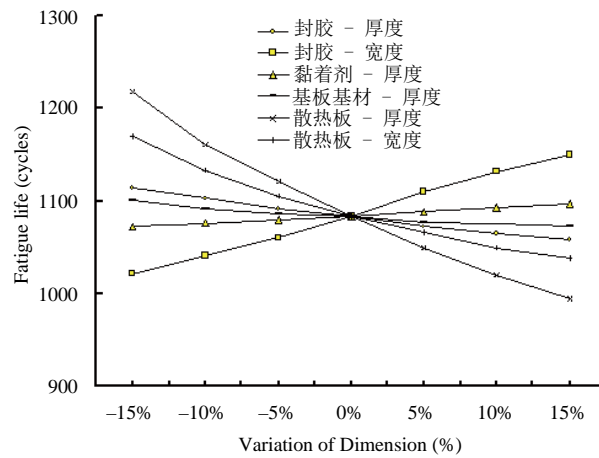 1300
1200
1100
1000
900
Fatigue life (cycles)
封胶 – 厚度
封胶 – 宽度
黏着剂 – 厚度
基板基材 – 厚度
散热板 – 厚度
散热板 – 宽度
–15% –10% –5% 0% 5% 10% 15%
Variation of Dimension (%)